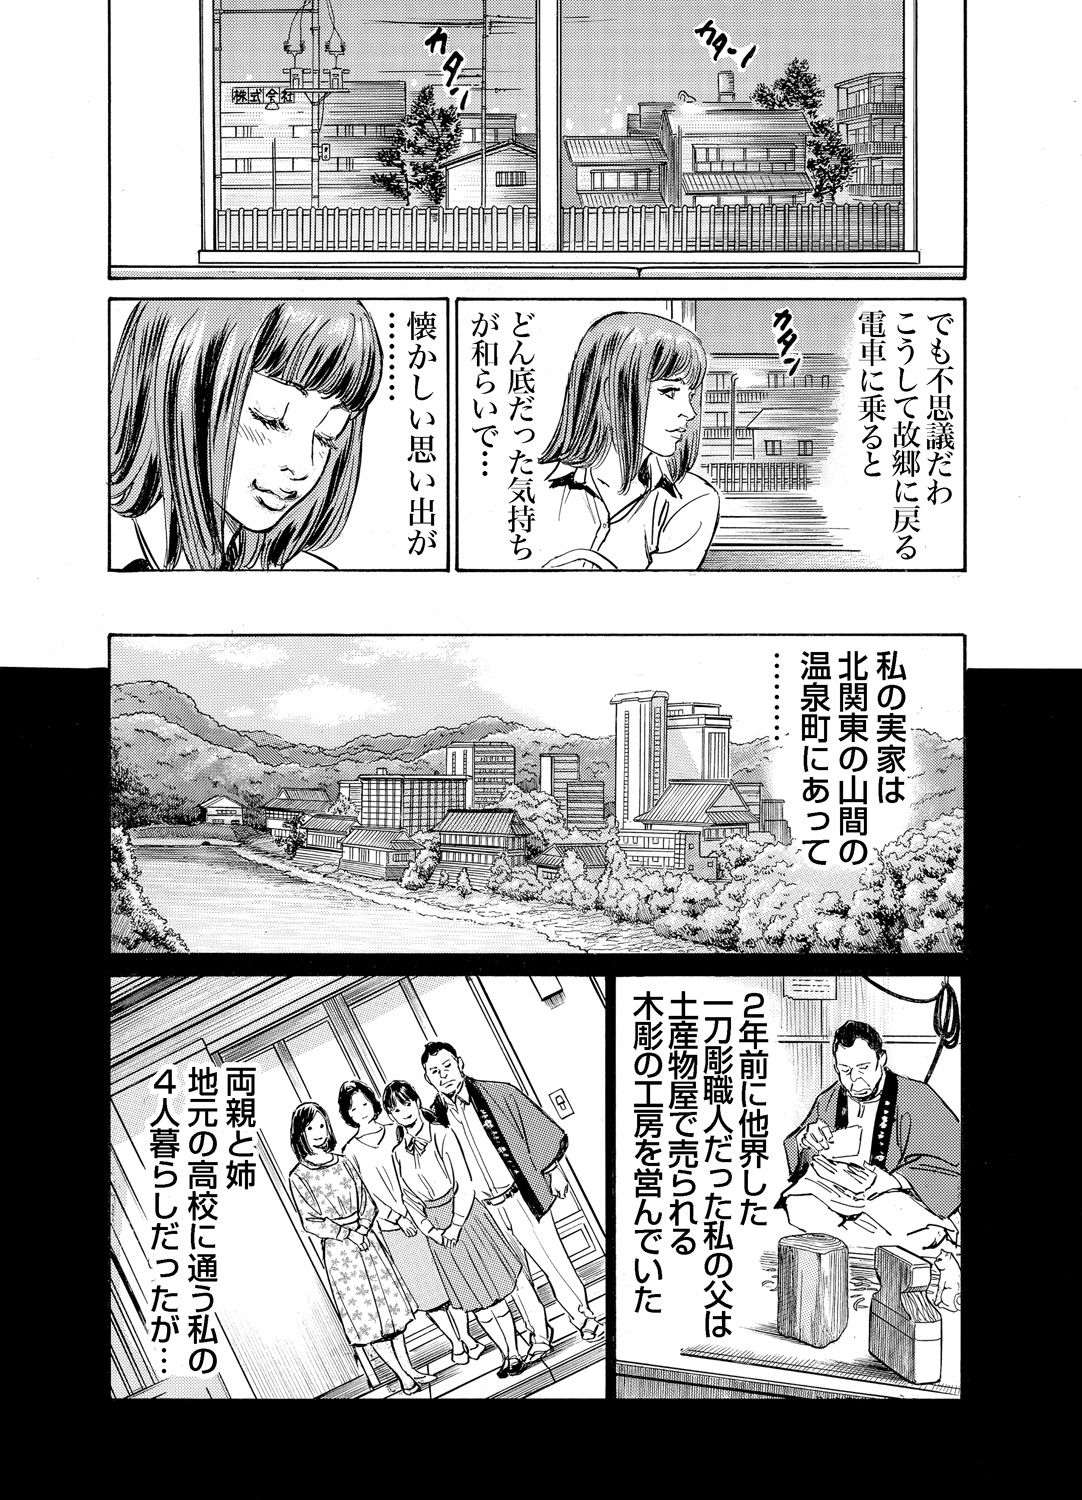 カターン
カタン
株式会社
でも不思議だわ
こうして故郷に戻る
電車に乗ると
カタン
どん底だった気持ち
が和らいで…
懐かしい思い出が
………
私の実家は
北関東の山間の
温泉町にあって
………
2年前に他界した
一刀彫職人だった私の父は
土産物屋で売られる
木彫の工房を営んでいた
両親と姉
地元の高校に通う私の
4人暮らしだったが…